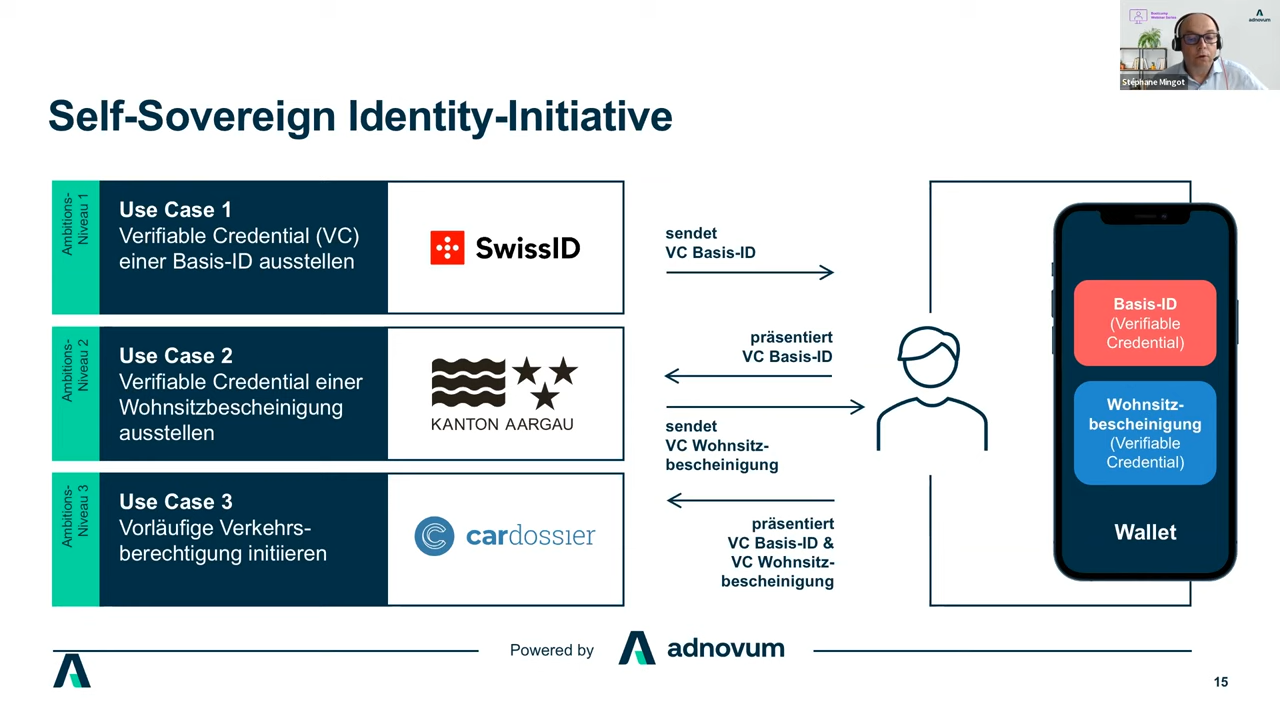 Bootcamp
Webinar Series
adnovum
Stéphane Mingot
Self-Sovereign Identity-Initiative
Ambitions-
Niveau 1
Use Case 1
Verifiable Credential (VC)
einer Basis-ID ausstellen
SwissID
sendet
VC Basis-ID
Ambitions-
Niveau 2
Use Case 2
Verifiable Credential einer
Wohnsitzbescheinigung
ausstellen
KANTON AARGAU
präsentiert
VC Basis-ID
sendet
VC Wohnsitz-
bescheinigung
Ambitions-
Niveau 3
Use Case 3
Vorläufige Verkehrs-
berechtigung initiieren
cardossier
präsentiert
VC Basis-ID &
VC Wohnsitz-
bescheinigung
Basis-ID
(Verifiable
Credential)
Wohnsitz-
bescheinigung
(Verifiable
Credential)
Wallet
Powered by
adnovum
15